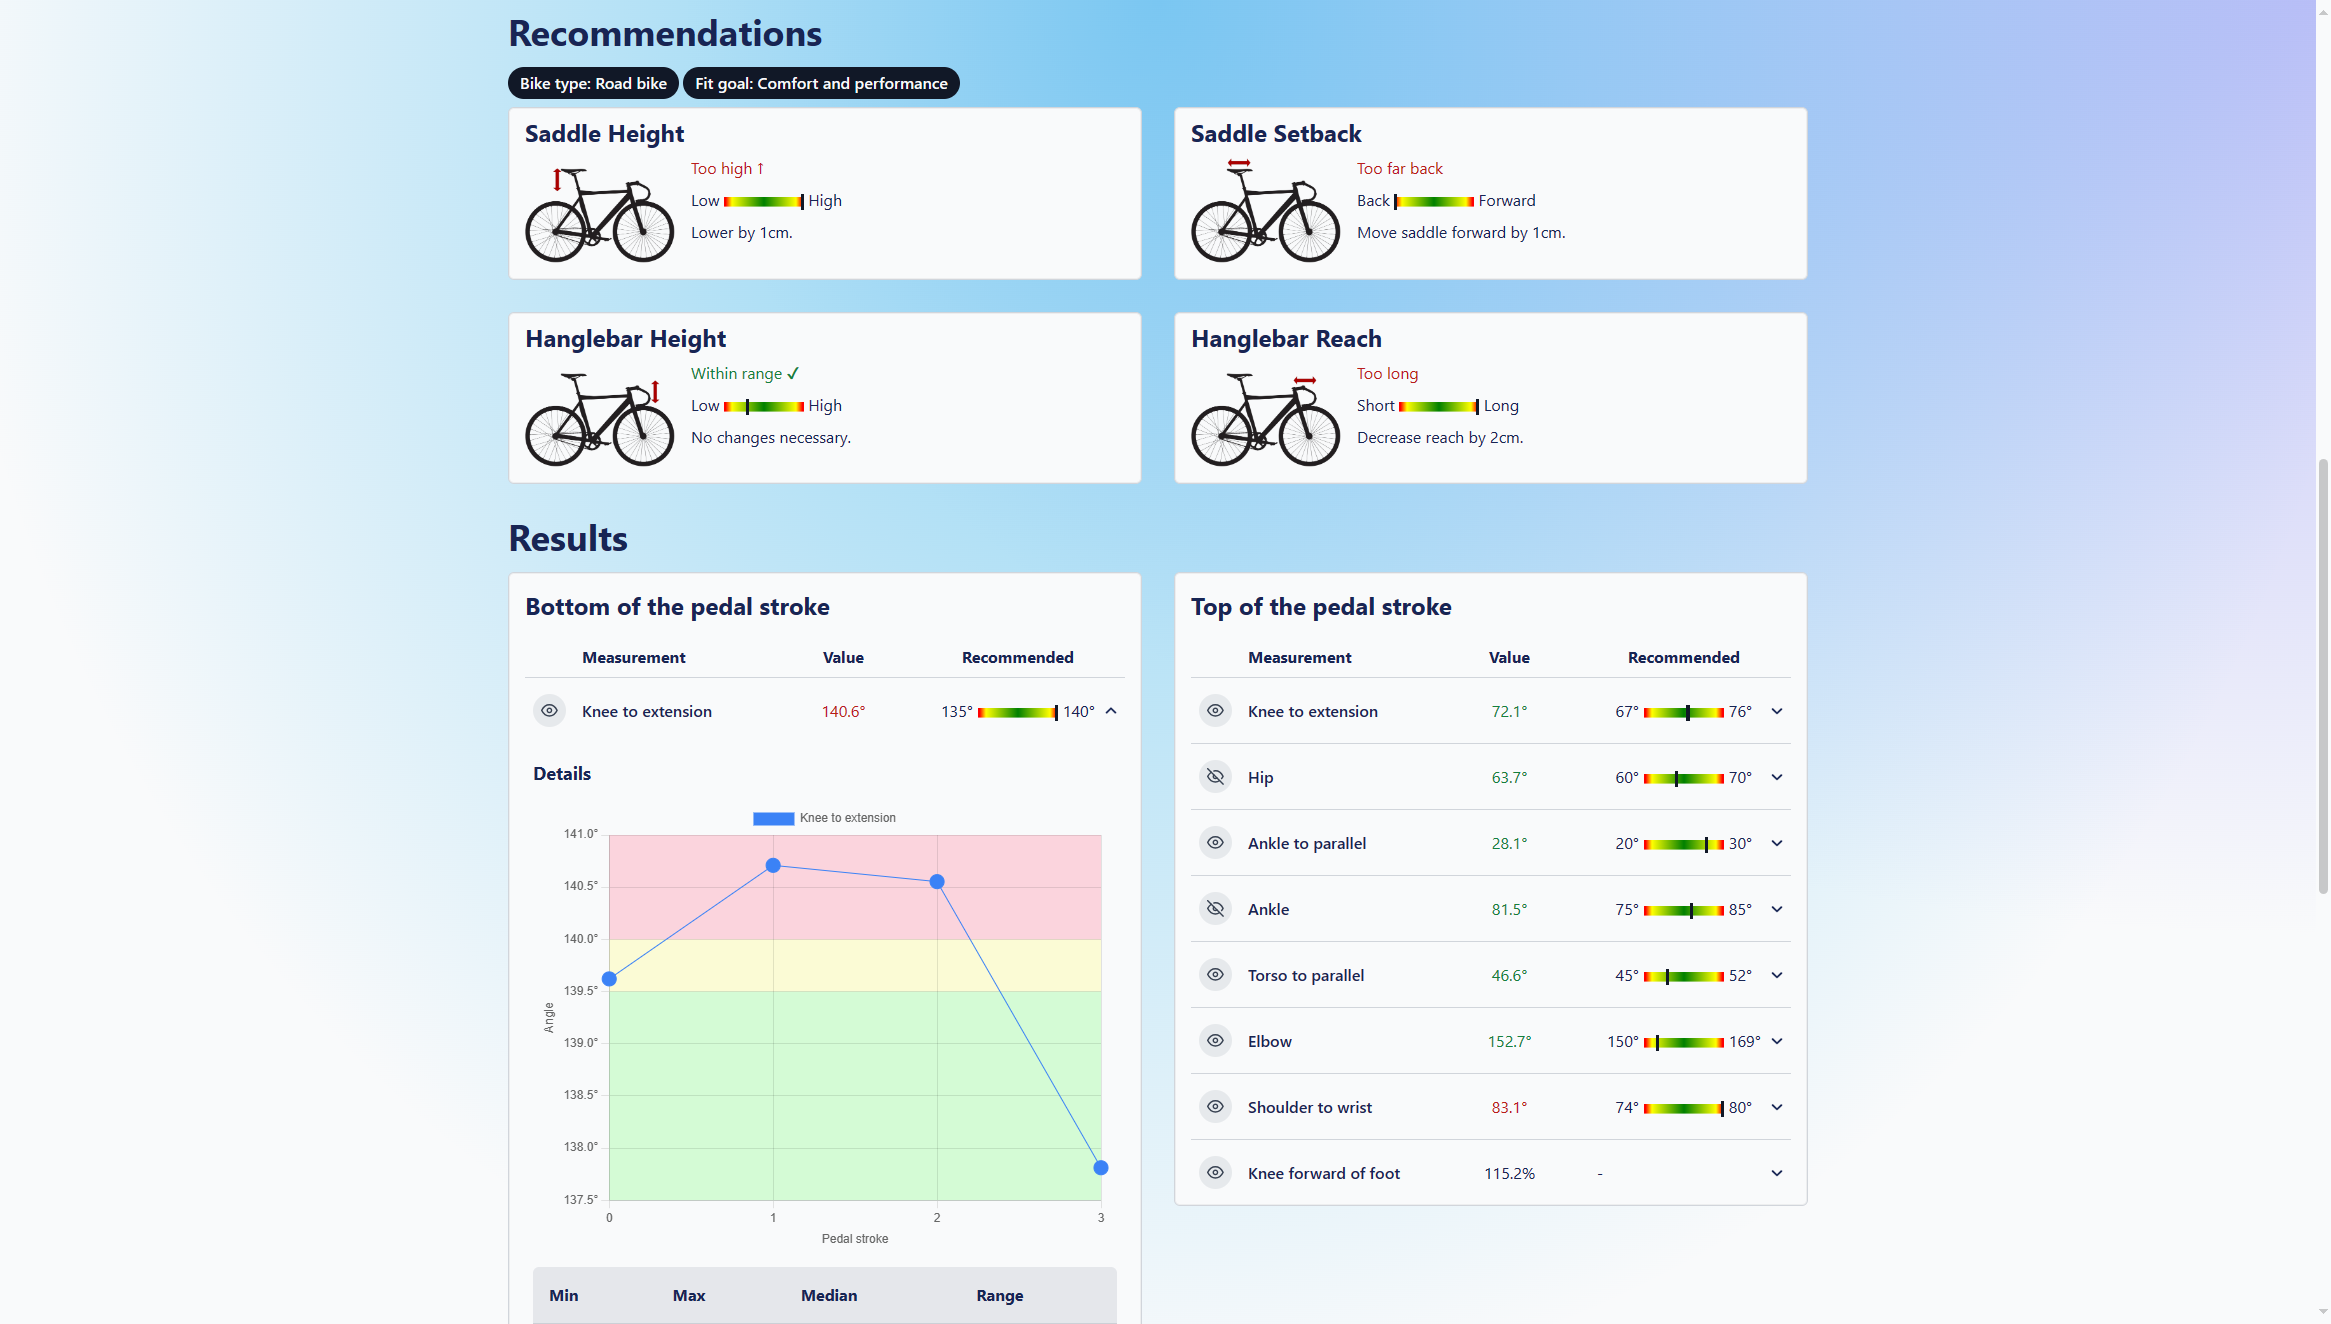 Recommendations
Bike type: Road bike
Fit goal: Comfort and performance
Saddle Height
Too high ↑
Low High
Lower by 1cm.
Saddle Setback
Too far back
Back Forward
Move saddle forward by 1cm.
Hanglebar Height
Within range ✓
Low High
No changes necessary.
Hanglebar Reach
Too long
Short Long
Decrease reach by 2cm.
Results
Bottom of the pedal stroke
Measurement Value Recommended
Knee to extension 140.6° 135° 140°
Details
Knee to extension
141.0°
140.5°
140.0°
139.5°
139.0°
138.5°
138.0°
137.5°
Angle
0 1 2 3
Pedal stroke
Min Max Median Range
Top of the pedal stroke
Measurement Value Recommended
Knee to extension 72.1° 67° 76°
Hip 63.7° 60° 70°
Ankle to parallel 28.1° 20° 30°
Ankle 81.5° 75° 85°
Torso to parallel 46.6° 45° 52°
Elbow 152.7° 150° 169°
Shoulder to wrist 83.1° 74° 80°
Knee forward of foot 115.2% -